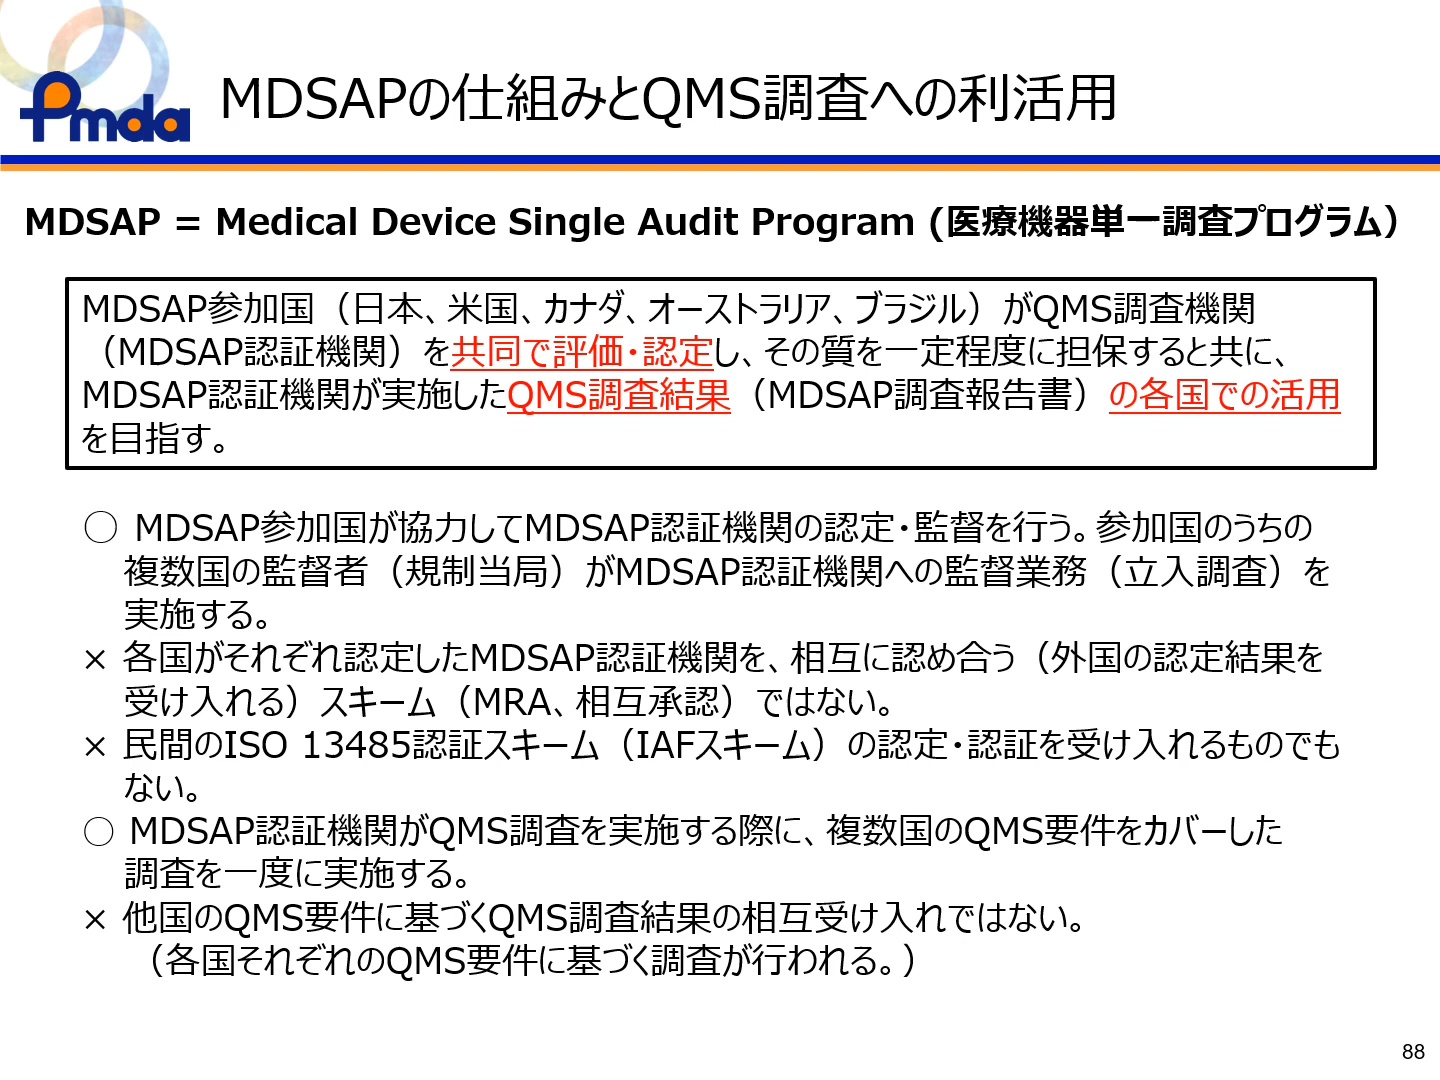 Pmda
MDSAPの仕組みとQMS調査への利活用
MDSAP = Medical Device Single Audit Program (医療機器単一調査プログラム）
MDSAP参加国（日本、米国、カナダ、オーストラリア、ブラジル）がQMS調査機関
（MDSAP認証機関）を共同で評価・認定し、その質を一定程度に担保すると共に、
MDSAP認証機関が実施したQMS調査結果（MDSAP調査報告書）の各国での活用
を目指す。
○ MDSAP参加国が協力してMDSAP認証機関の認定・監督を行う。参加国のうちの
複数国の監督者（規制当局）がMDSAP認証機関への監督業務（立入調査）を
実施する。
× 各国がそれぞれ認定したMDSAP認証機関を、相互に認め合う（外国の認定結果を
受け入れる）スキーム（MRA、相互承認）ではない。
× 民間のISO 13485認証スキーム（IAFスキーム）の認定・認証を受け入れるものでも
ない。
○ MDSAP認証機関がQMS調査を実施する際に、複数国のQMS要件をカバーした
調査を一度に実施する。
× 他国のQMS要件に基づくQMS調査結果の相互受け入れではない。
（各国それぞれのQMS要件に基づく調査が行われる。）
88